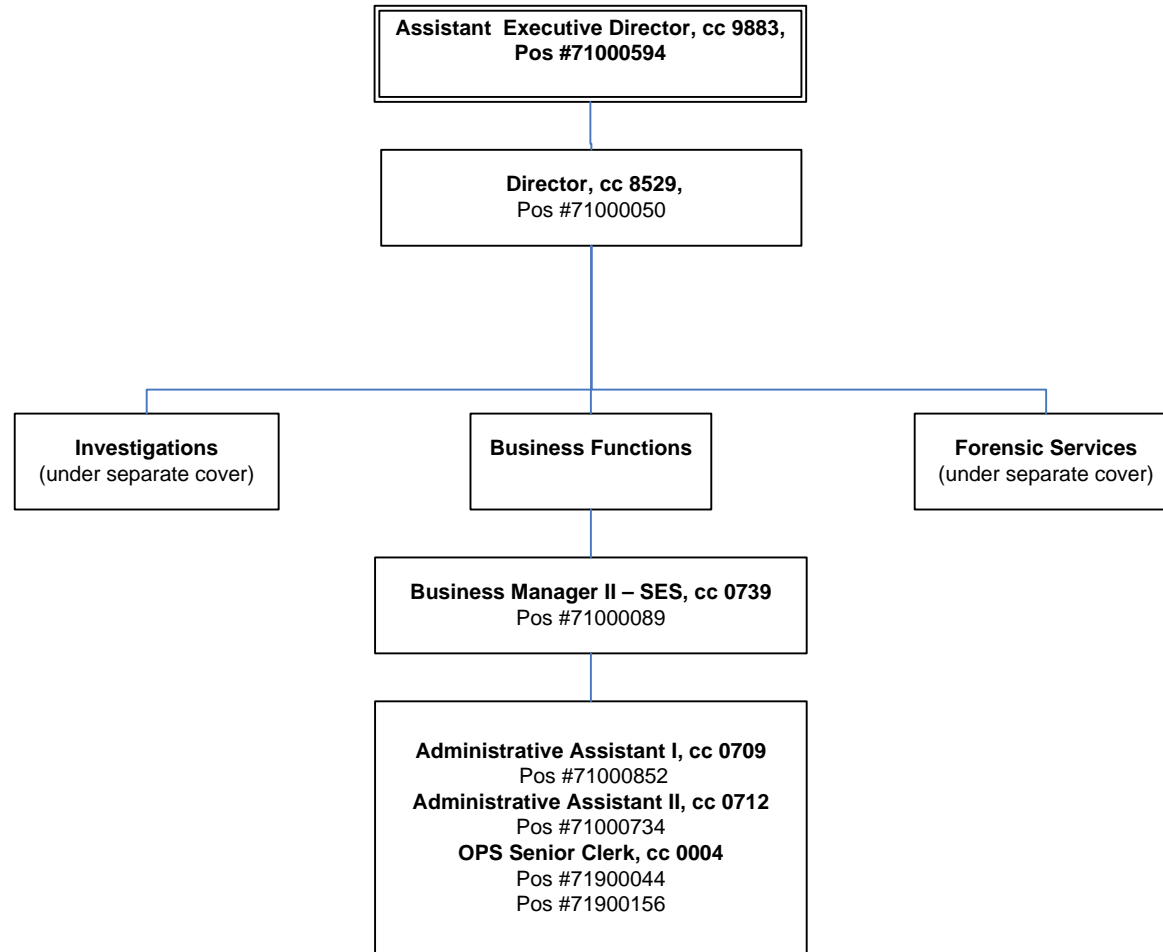 Assistant Executive Director, cc 9883,
Pos #71000594
Director, cc 8529,
Pos #71000050
Investigations
(under separate cover)
Business Functions
Forensic Services
(under separate cover)
Business Manager II – SES, cc 0739
Pos #71000089
Administrative Assistant I, cc 0709
Pos #71000852
Administrative Assistant II, cc 0712
Pos #71000734
OPS Senior Clerk, cc 0004
Pos #71900044
Pos #71900156